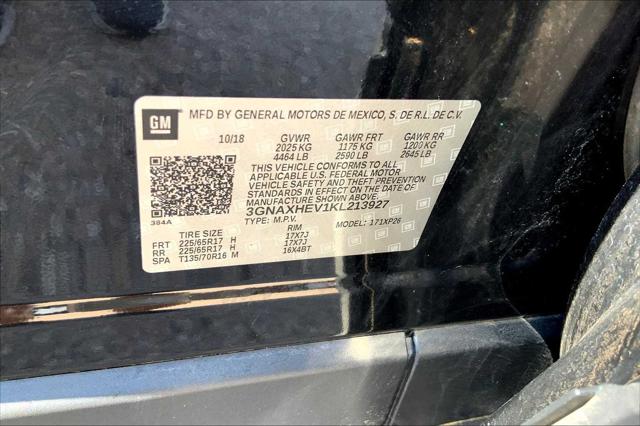 GM
MFD BY GENERAL MOTORS DE MEXICO, S. DE R.L. DE C.V.
10/18 GVWR GAWR FRT GAWR RR
2025 KG 1175 KG 1200 KG
4464 LB 2590 LB 2645 LB
THIS VEHICLE CONFORMS TO ALL
APPLICABLE U.S. FEDERAL MOTOR
VEHICLE SAFETY AND THEFT PREVENTION
STANDARDS IN EFFECT ON THE DATE OF
MANUFACTURE SHOWN ABOVE.
3GNAXHEV1KL213927
384A
TYPE: M.P.V. MODEL: 171XP26
TIRE SIZE RIM
FRT 225/65R17 H 17X7J
RR 225/65R17 H 17X7J
SPA T135/70R16 M 16X4BT